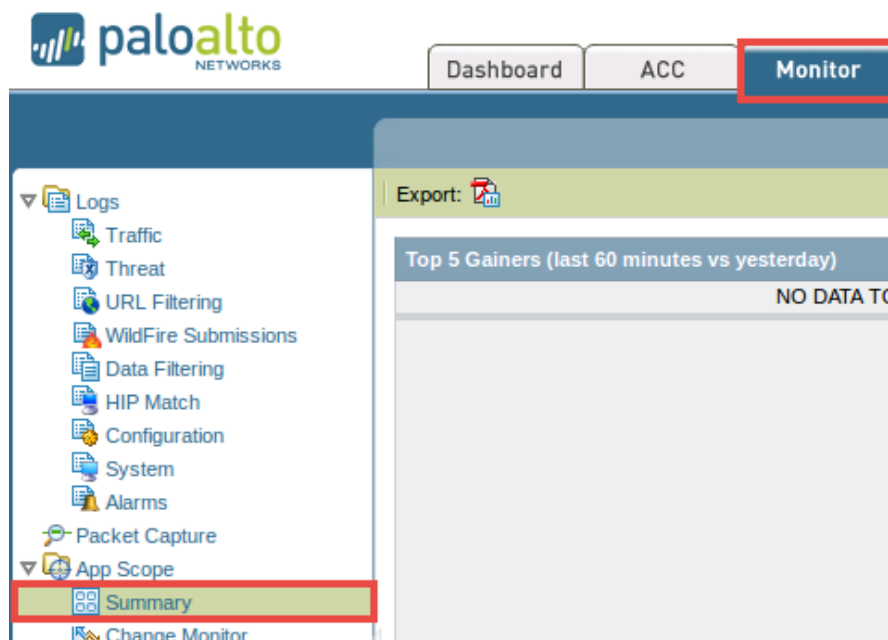 paloalto
NETWORKS
Dashboard
ACC
Monitor
Logs
Traffic
Threat
URL Filtering
WildFire Submissions
Data Filtering
HIP Match
Configuration
System
Alarms
Packet Capture
App Scope
Summary
Change Monitor
Export:
Top 5 Gainers (last 60 minutes vs yesterday)
NO DATA TO